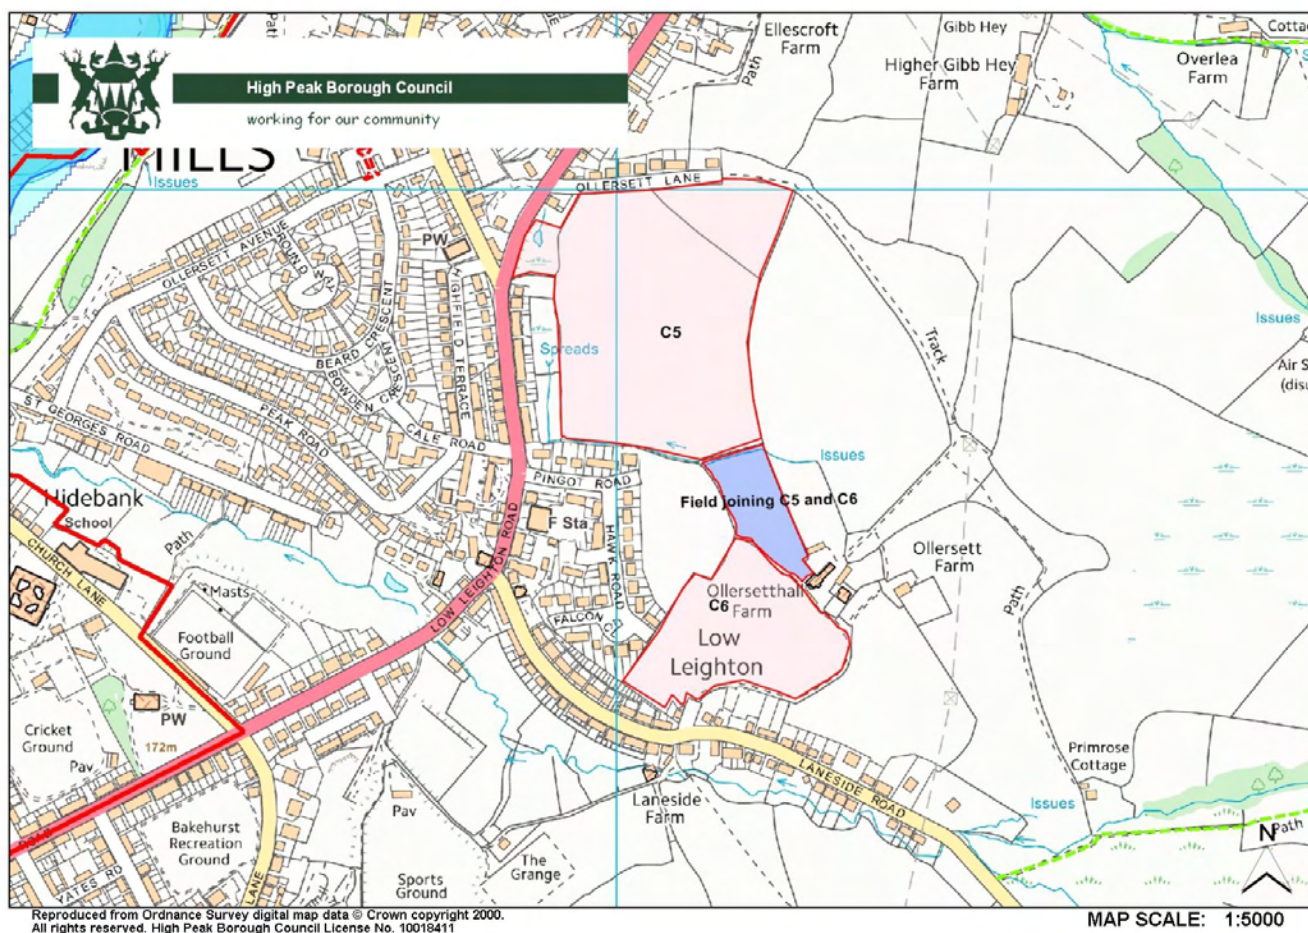 High Peak Borough Council
working for our community
MILLS
Issues
Path
Path
Ellescroft
Farm
Gibb Hey
Higher Gibb Hey
Farm
Overlea
Farm
OLLERSETT LANE
OLLERSETT AVENUE
PW
HIGHFIELD TERRACE
BEARD CRESCENT
BOWDEN CRESCENT
CALE ROAD
PEAK ROAD
ST GEORGES ROAD
Spreads
C5
Track
Issues
Air S
(disu
Issues
PINGOT ROAD
Field joining C5 and C6
Hidebank
School
F Sta
HAWK ROAD
LOW LEIGHTON ROAD
Path
CHURCH LANE
Masts
Football
Ground
Ollersett
Farm
Path
Ollersetthall
Farm
C6
FALCON CL
Low
Leighton
PW
172m
Cricket
Ground
Pav
LANESIDE ROAD
Primrose
Cottage
Issues
Laneside
Farm
Pav
Bakehurst
Recreation
Ground
YATES RD
LANE
The
Grange
Sports
Ground
N
Path
Reproduced from Ordnance Survey digital map data © Crown copyright 2000.
All rights reserved. High Peak Borough Council License No. 10018411
MAP SCALE: 1:5000